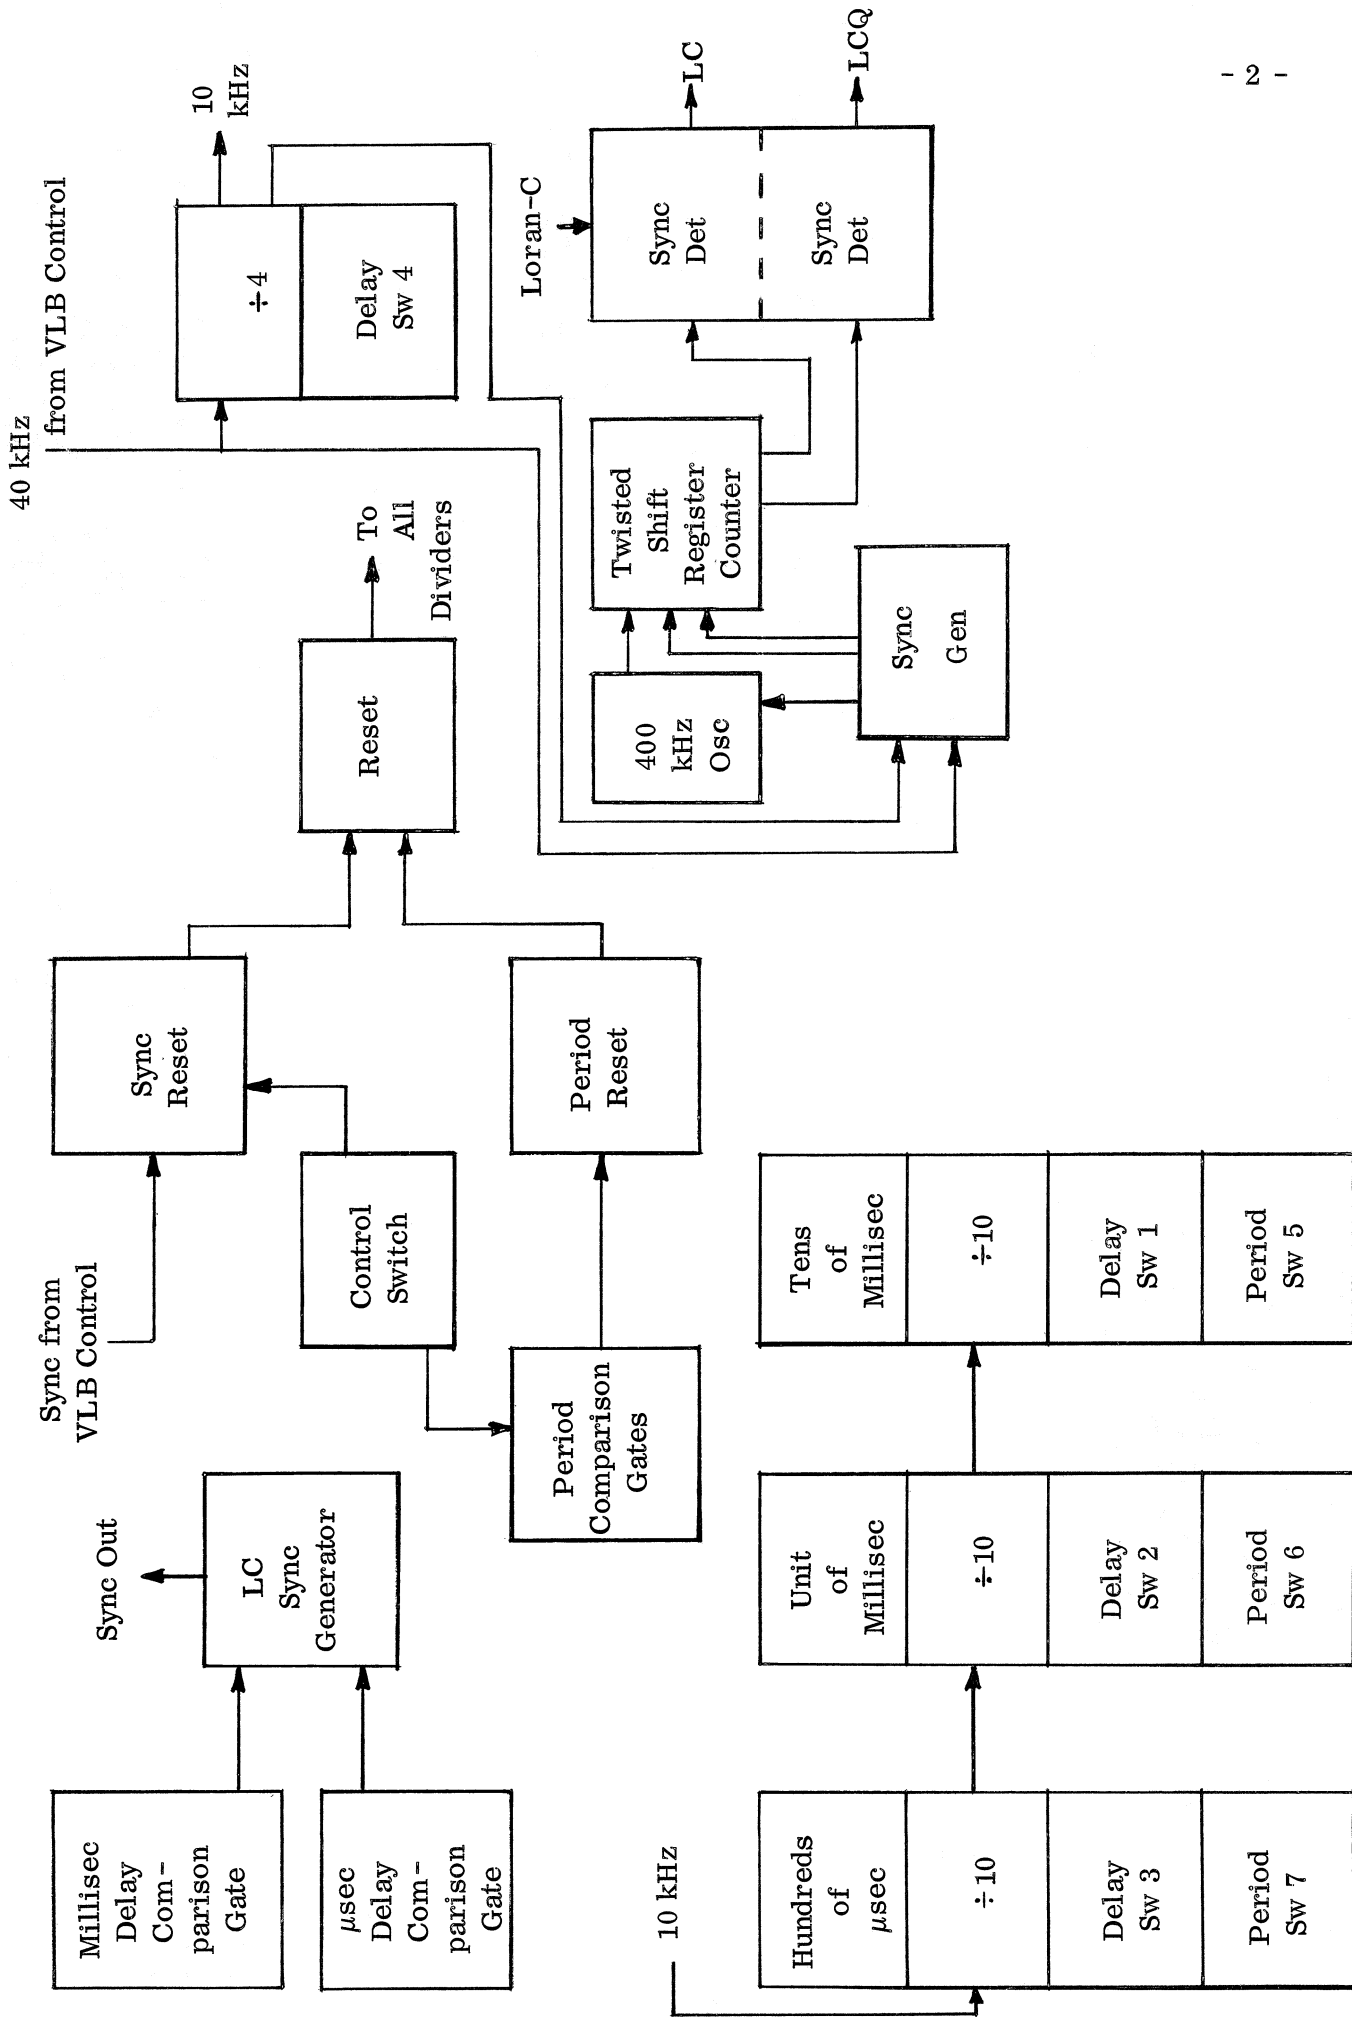 - 2 -
Millisec
Delay
Com-
parison
Gate
μsec
Delay
Com-
parison
Gate
LC
Sync
Generator
Sync Out
Sync from
VLB Control
Sync
Reset
Control
Switch
Period
Comparison
Gates
Period
Reset
Reset
To
All
Dividers
40 kHz
from VLB Control
÷4
Delay
Sw 4
10
kHz
400
kHz
Osc
Twisted
Shift
Register
Counter
Sync
Gen
Loran-C
Sync
Det
Sync
Det
LC
LCQ
10 kHz
Hundreds
of
μsec
÷10
Delay
Sw 3
Period
Sw 7
Unit
of
Millisec
÷10
Delay
Sw 2
Period
Sw 6
Tens
of
Millisec
÷10
Delay
Sw 1
Period
Sw 5